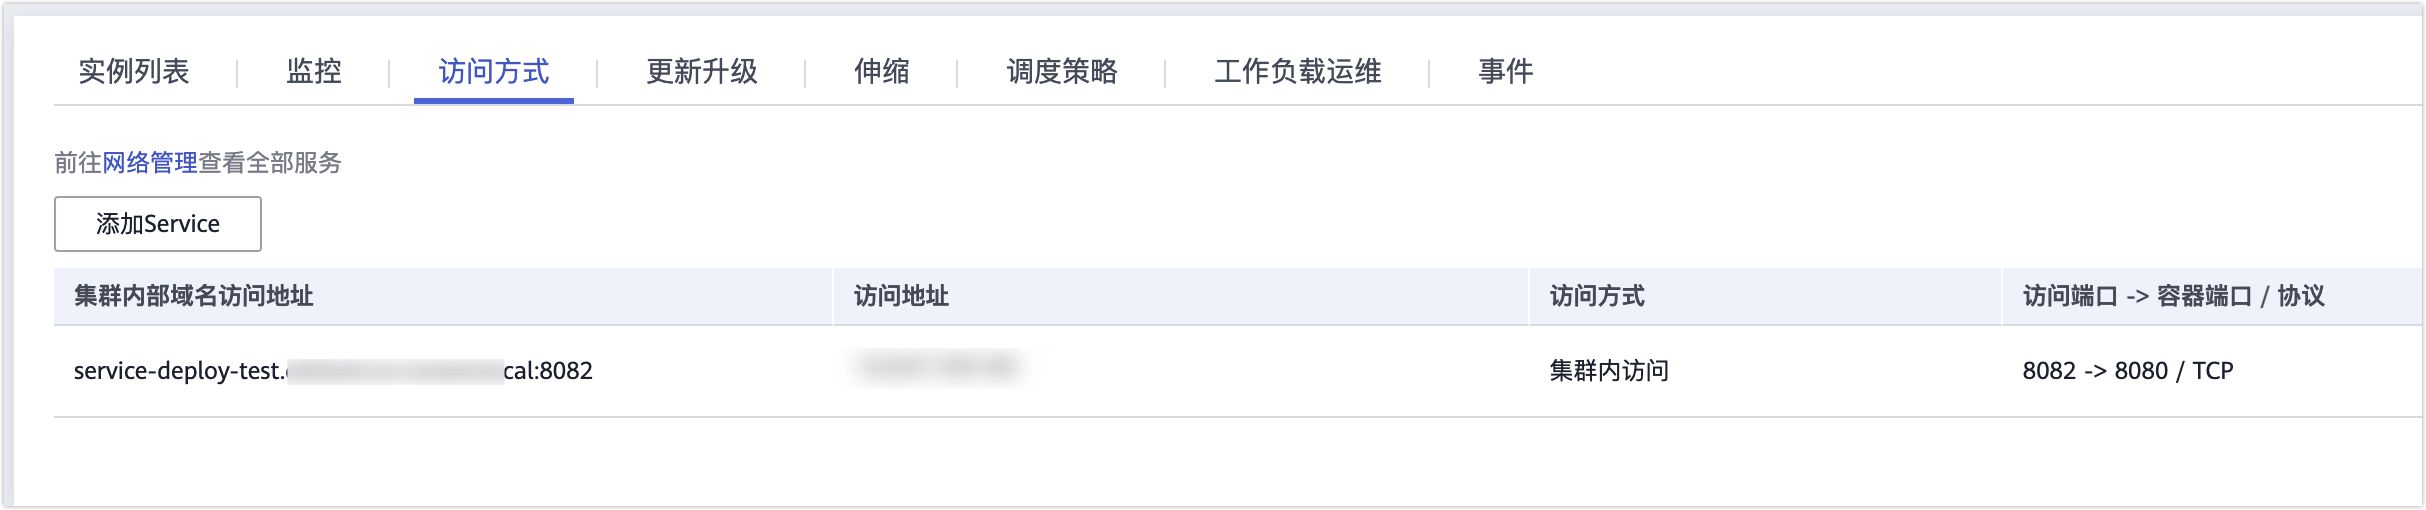 实例列表 监控 访问方式 更新升级 伸缩 调度策略 工作负载运维 事件
前往网络管理查看全部服务
添加Service
集群内部域名访问地址 访问地址 访问方式 访问端口 -> 容器端口 / 协议
service-deploy-test. cal:8082 集群内访问 8082 -> 8080 / TCP